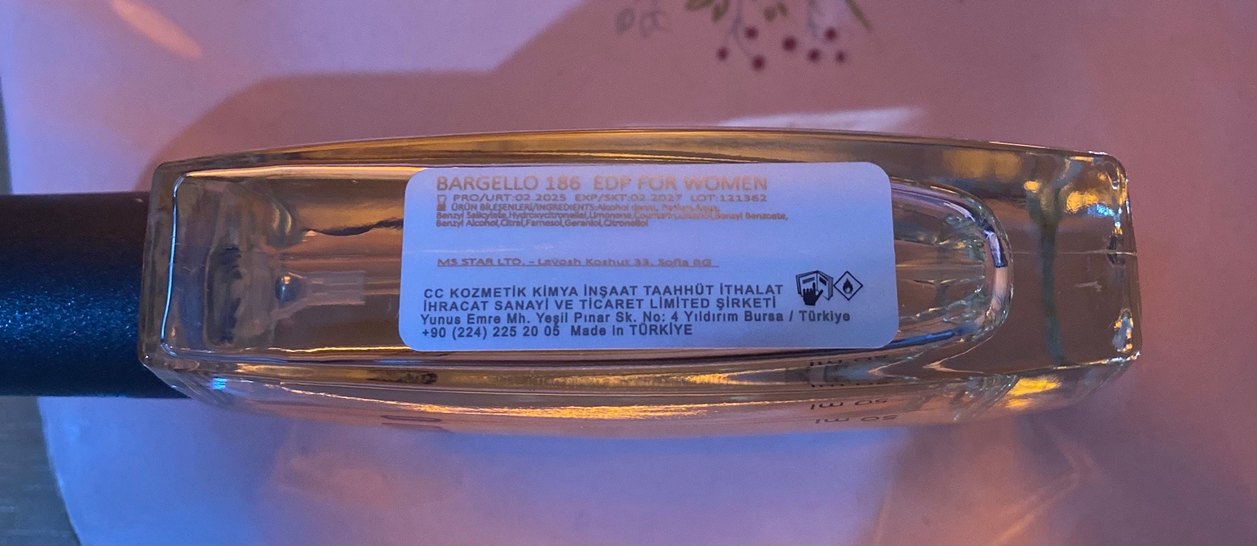 BARGELLO 186 EDP FOR WOMEN
PRO/URT:02.2025 EXP/SKT:02.2027 LOT:121362
ÜRÜN BİLEŞENLERİ/INGREDIENTS:Alcohol denat., Parfum,Aqua,
Benzyl Salicylate,Hydroxycitronellal,Limonene,Coumarin,Linalool,Benzyl Benzoate,
Benzyl Alcohol,Citral,Farnesol,Geraniol,Citronellol
MS STAR LTD. - Layosh Koshut 33, Sofia BG
CC KOZMETİK KİMYA İNŞAAT TAAHHÜT İTHALAT
İHRACAT SANAYİ VE TİCARET LİMİTED ŞİRKETİ
Yunus Emre Mh. Yeşil Pınar Sk. No: 4 Yıldırım Bursa / Türkiye
+90 (224) 225 20 05 Made in TÜRKİYE
50 ml